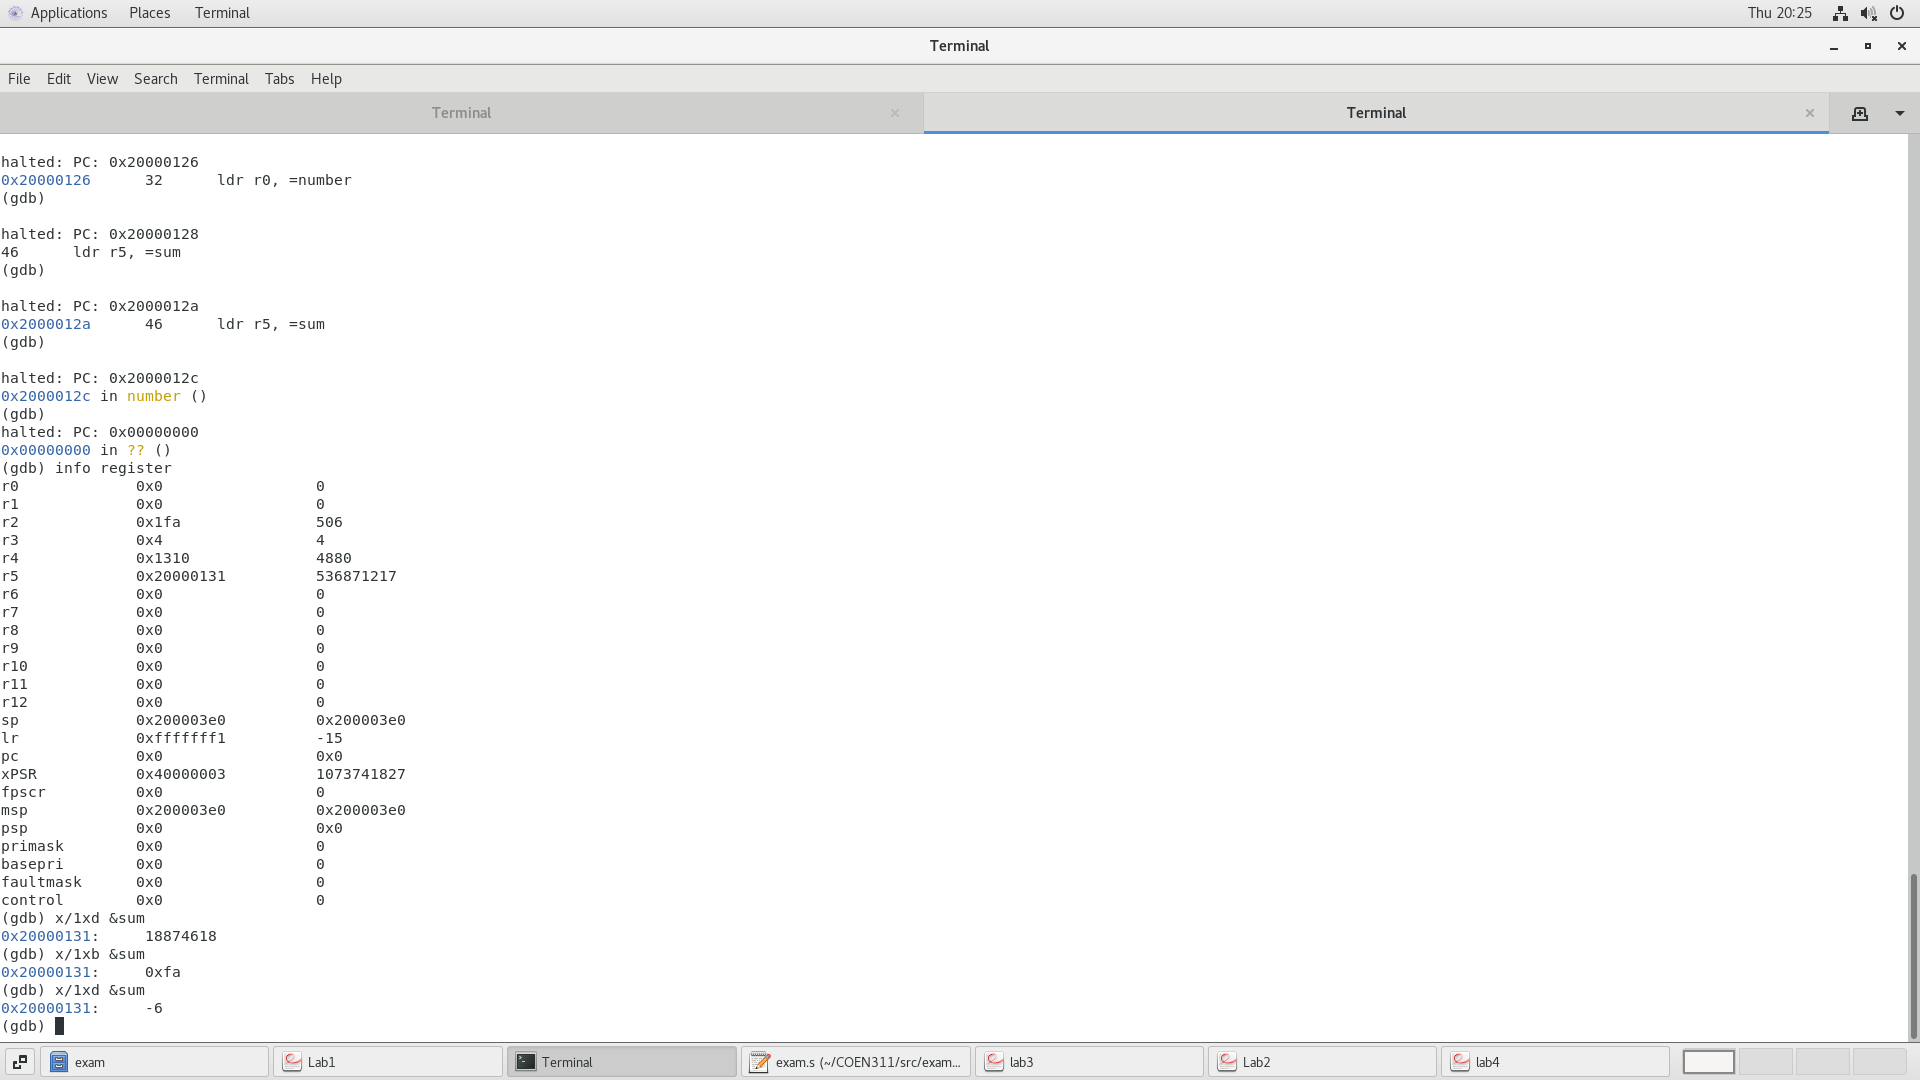 Applications Places Terminal Thu 20:25
Terminal
File Edit View Search Terminal Tabs Help
Terminal Terminal
halted: PC: 0x20000126
0x20000126 32 ldr r0, =number
(gdb)
halted: PC: 0x20000128
46 ldr r5, =sum
(gdb)
halted: PC: 0x2000012a
0x2000012a 46 ldr r5, =sum
(gdb)
halted: PC: 0x2000012c
0x2000012c in number ()
(gdb)
halted: PC: 0x00000000
0x00000000 in ?? ()
(gdb) info register
r0 0x0 0
r1 0x0 0
r2 0x1fa 506
r3 0x4 4
r4 0x1310 4880
r5 0x20000131 536871217
r6 0x0 0
r7 0x0 0
r8 0x0 0
r9 0x0 0
r10 0x0 0
r11 0x0 0
r12 0x0 0
sp 0x200003e0 0x200003e0
lr 0xfffffff1 -15
pc 0x0 0x0
xPSR 0x40000003 1073741827
fpscr 0x0 0
msp 0x200003e0 0x200003e0
psp 0x0 0x0
primask 0x0 0
basepri 0x0 0
faultmask 0x0 0
control 0x0 0
(gdb) x/1xd &sum
0x20000131: 18874618
(gdb) x/1xb &sum
0x20000131: 0xfa
(gdb) x/1xd &sum
0x20000131: -6
(gdb)
exam Lab1 Terminal exam.s (~/COEN311/src/exam... lab3 Lab2 lab4